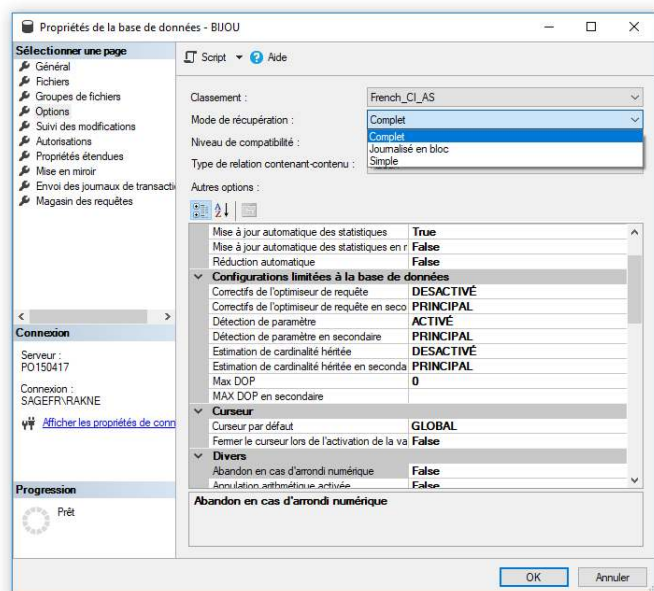 Propriétés de la base de données - BIJOU
Sélectionner une page
Général
Fichiers
Groupes de fichiers
Options
Suivi des modifications
Autorisations
Propriétés étendues
Mise en miroir
Envoi des journaux de transacti
Magasin des requêtes
Connexion
Serveur :
PO150417
Connexion :
SAGEFR\RAKNE
Afficher les propriétés de conn
Progression
Prêt
Script Aide
Classement : French_CI_AS
Mode de récupération : Complet
Complet
Niveau de compatibilité : Journalisé en bloc
Type de relation contenant-contenu : Simple
Autres options :
Mise à jour automatique des statistiques True
Mise à jour automatique des statistiques en r False
Réduction automatique False
Configurations limitées à la base de données
Correctifs de l'optimiseur de requête DESACTIVÉ
Correctifs de l'optimiseur de requête en seco PRINCIPAL
Détection de paramètre ACTIVÉ
Détection de paramètre en secondaire PRINCIPAL
Estimation de cardinalité héritée DESACTIVÉ
Estimation de cardinalité héritée en seconda PRINCIPAL
Max DOP 0
MAX DOP en secondaire
Curseur
Curseur par défaut GLOBAL
Fermer le curseur lors de l'activation de la va False
Divers
Abandon en cas d'arrondi numérique False
Annulation arithmétique activée False
Abandon en cas d'arrondi numérique
OK Annuler